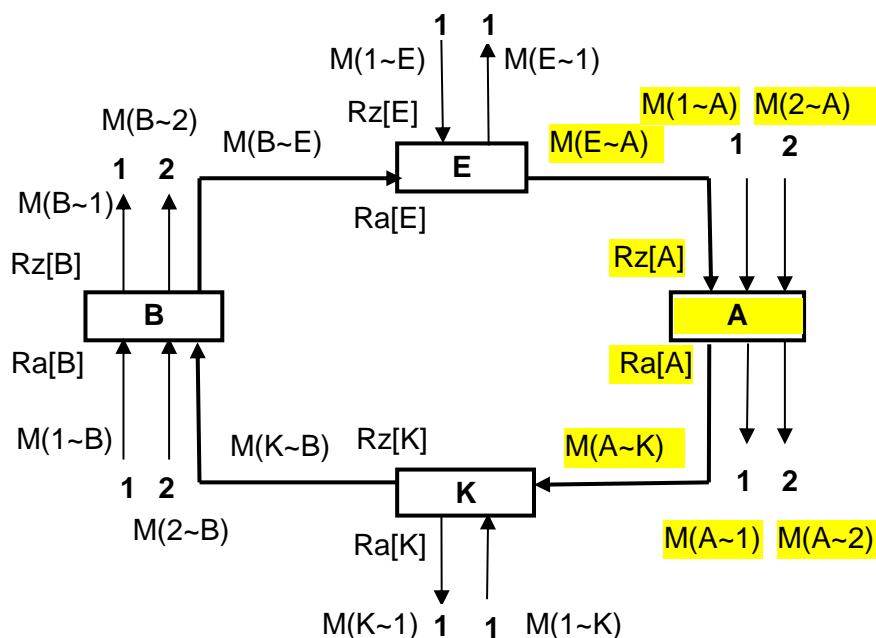 1 1
M(1~E) M(E~1)
M(1~A) M(2~A)
Rz[E]
M(B~2)
M(B~E) M(E~A) 1 2
1 2 E
M(B~1)
Ra[E]
Rz[B] Rz[A]
B A
Ra[B] Ra[A]
M(1~B) M(K~B) Rz[K] M(A~K)
1 2 K 1 2
M(2~B) Ra[K] M(A~1) M(A~2)
M(K~1) 1 1 M(1~K)